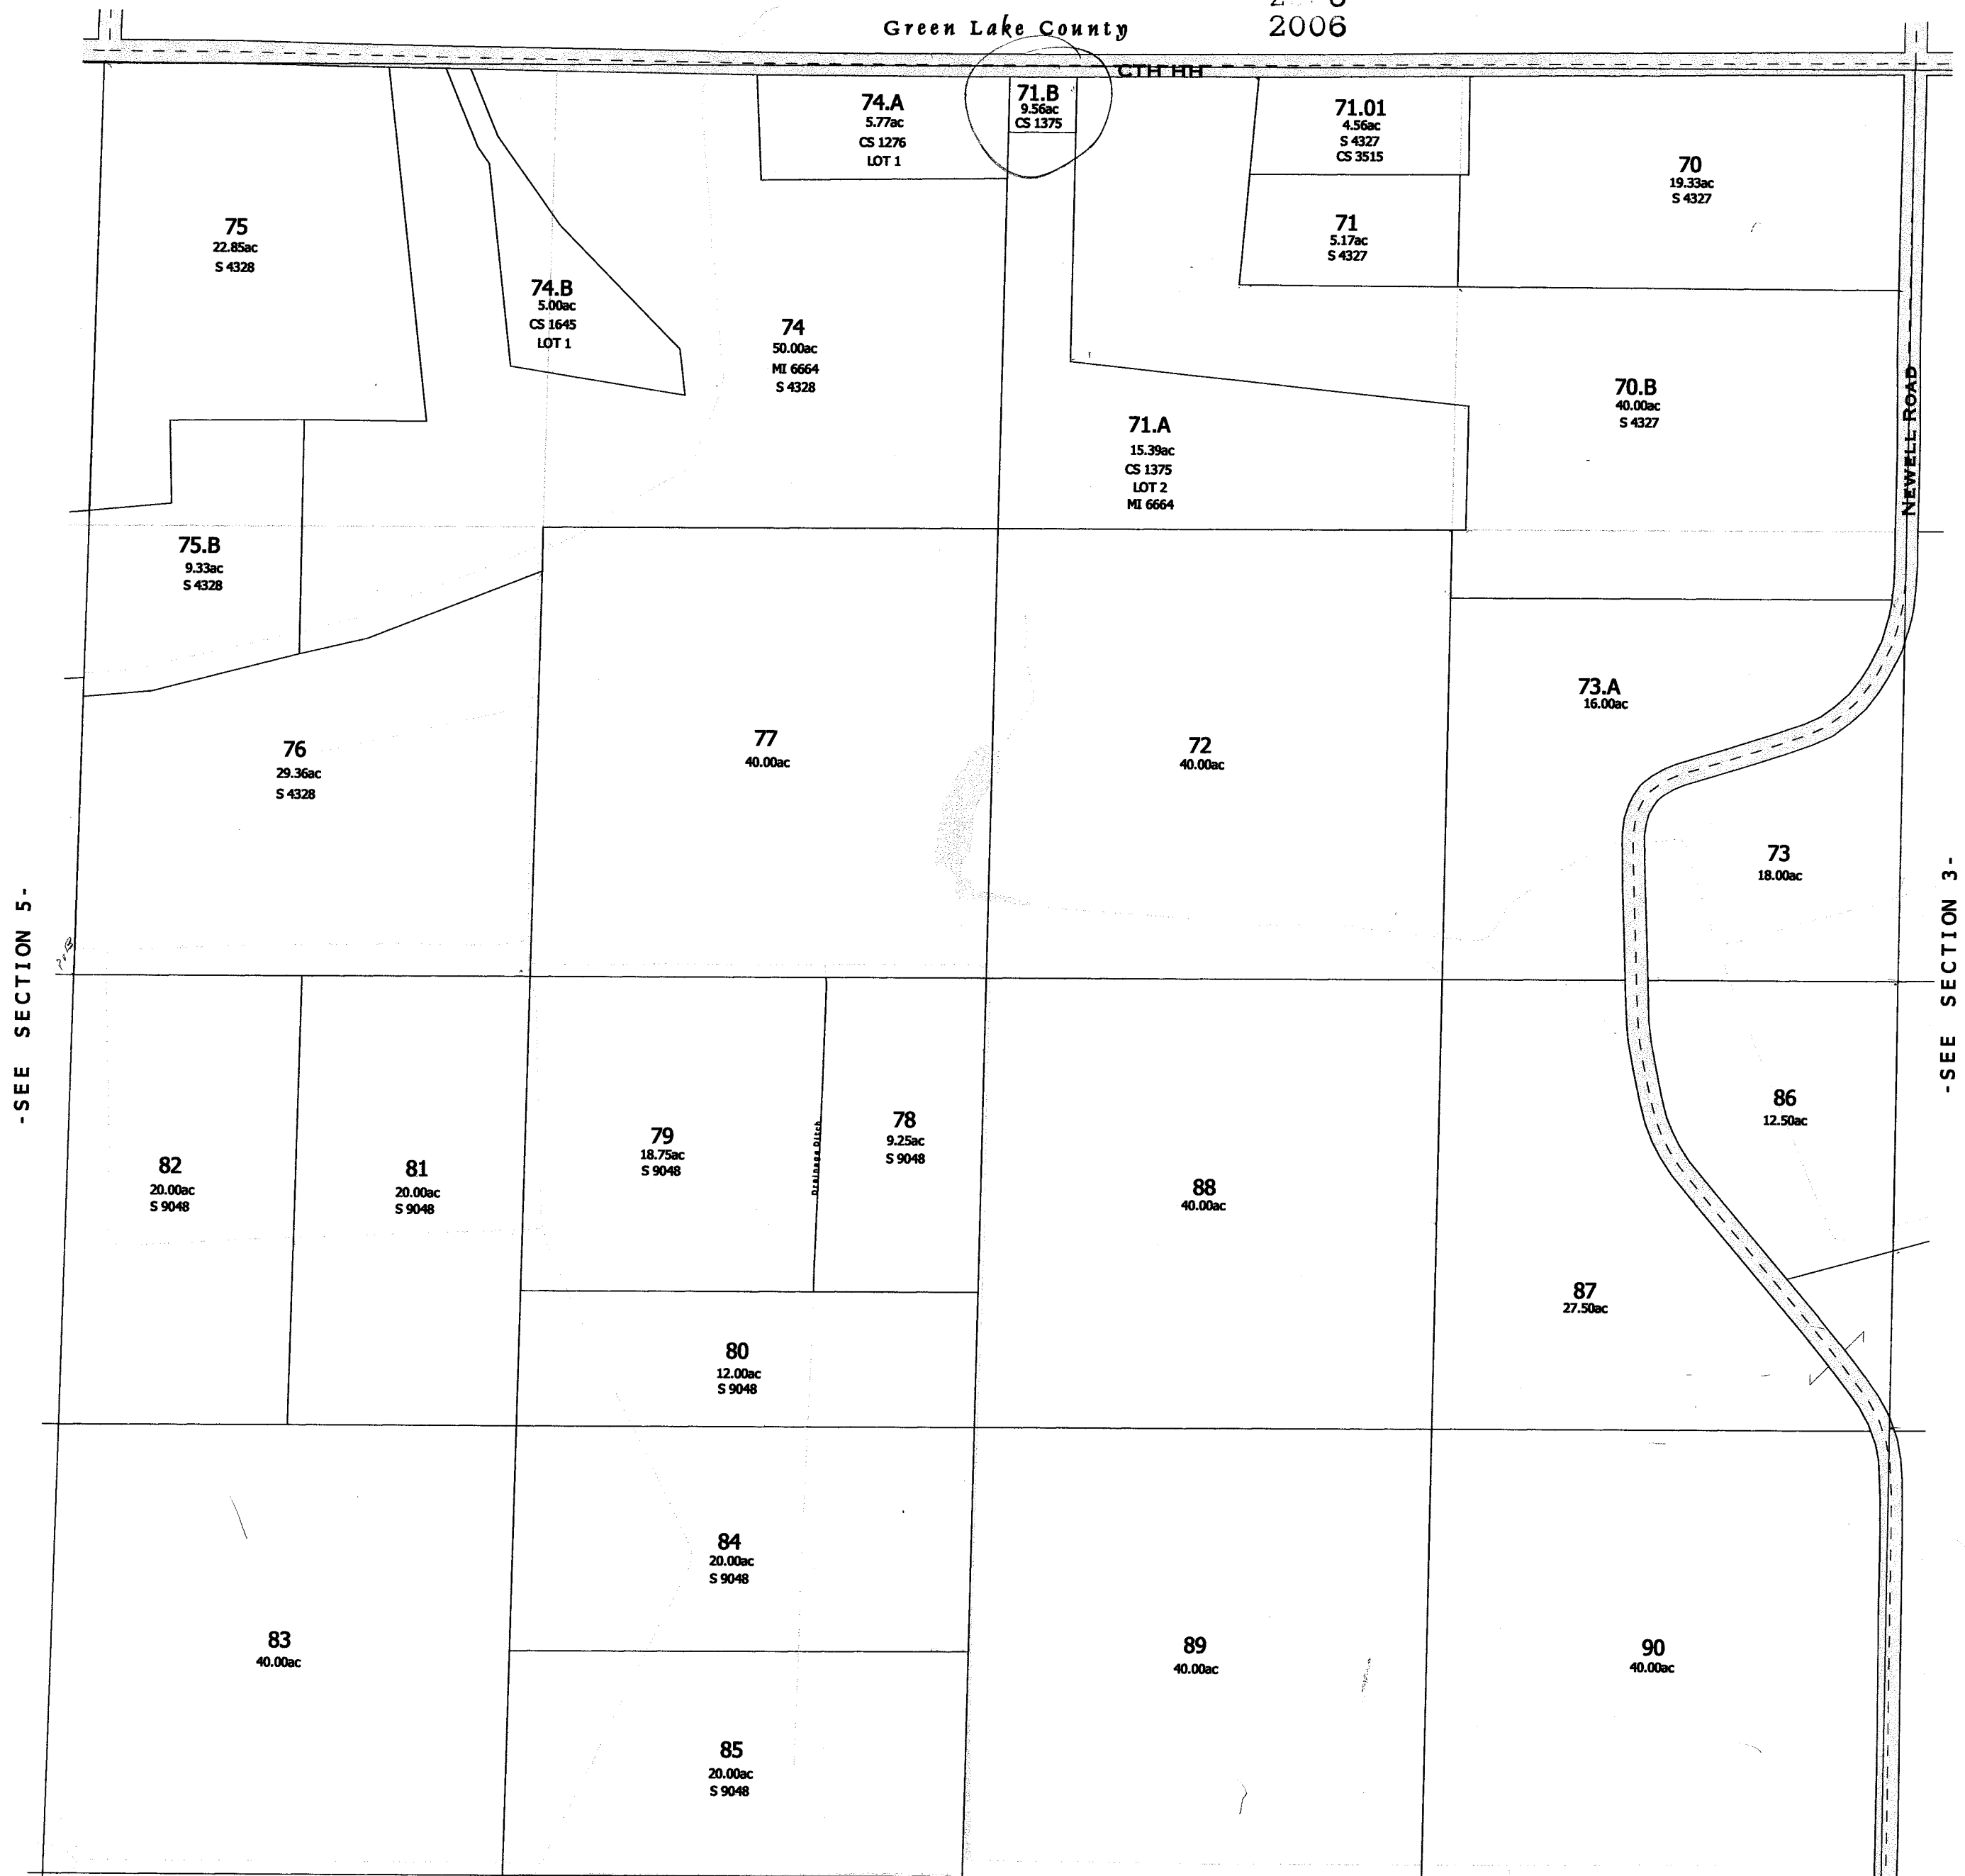 Green Lake County
2006
CTH HH
74.A
5.77ac
CS 1276
LOT 1
71.B
9.56ac
CS 1375
71.01
4.56ac
S 4327
CS 3515
70
19.33ac
S 4327
75
22.85ac
S 4328
71
5.17ac
S 4327
74.B
5.00ac
CS 1645
LOT 1
74
50.00ac
MI 6664
S 4328
70.B
40.00ac
S 4327
NEWELL ROAD
71.A
15.39ac
CS 1375
LOT 2
MI 6664
75.B
9.33ac
S 4328
73.A
16.00ac
76
29.36ac
S 4328
77
40.00ac
72
40.00ac
73
18.00ac
-SEE SECTION 5-
-SEE SECTION 3-
82
20.00ac
S 9048
81
20.00ac
S 9048
79
18.75ac
S 9048
Drainage Ditch
78
9.25ac
S 9048
88
40.00ac
86
12.50ac
87
27.50ac
80
12.00ac
S 9048
84
20.00ac
S 9048
83
40.00ac
89
40.00ac
90
40.00ac
85
20.00ac
S 9048